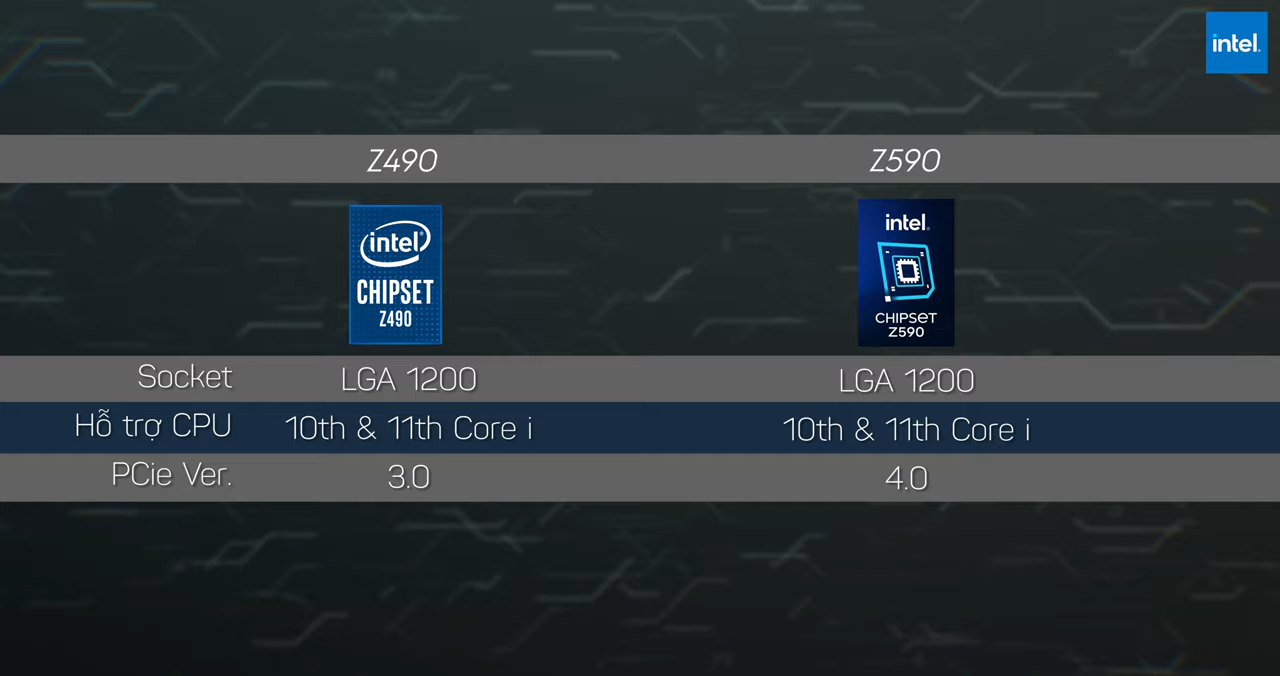 intel.
Z490 Z590
intel
CHIPSET
Z490
intel.
CHIPSET
Z590
Socket LGA 1200 LGA 1200
Hỗ trợ CPU 10th & 11th Core i 10th & 11th Core i
PCie Ver. 3.0 4.0